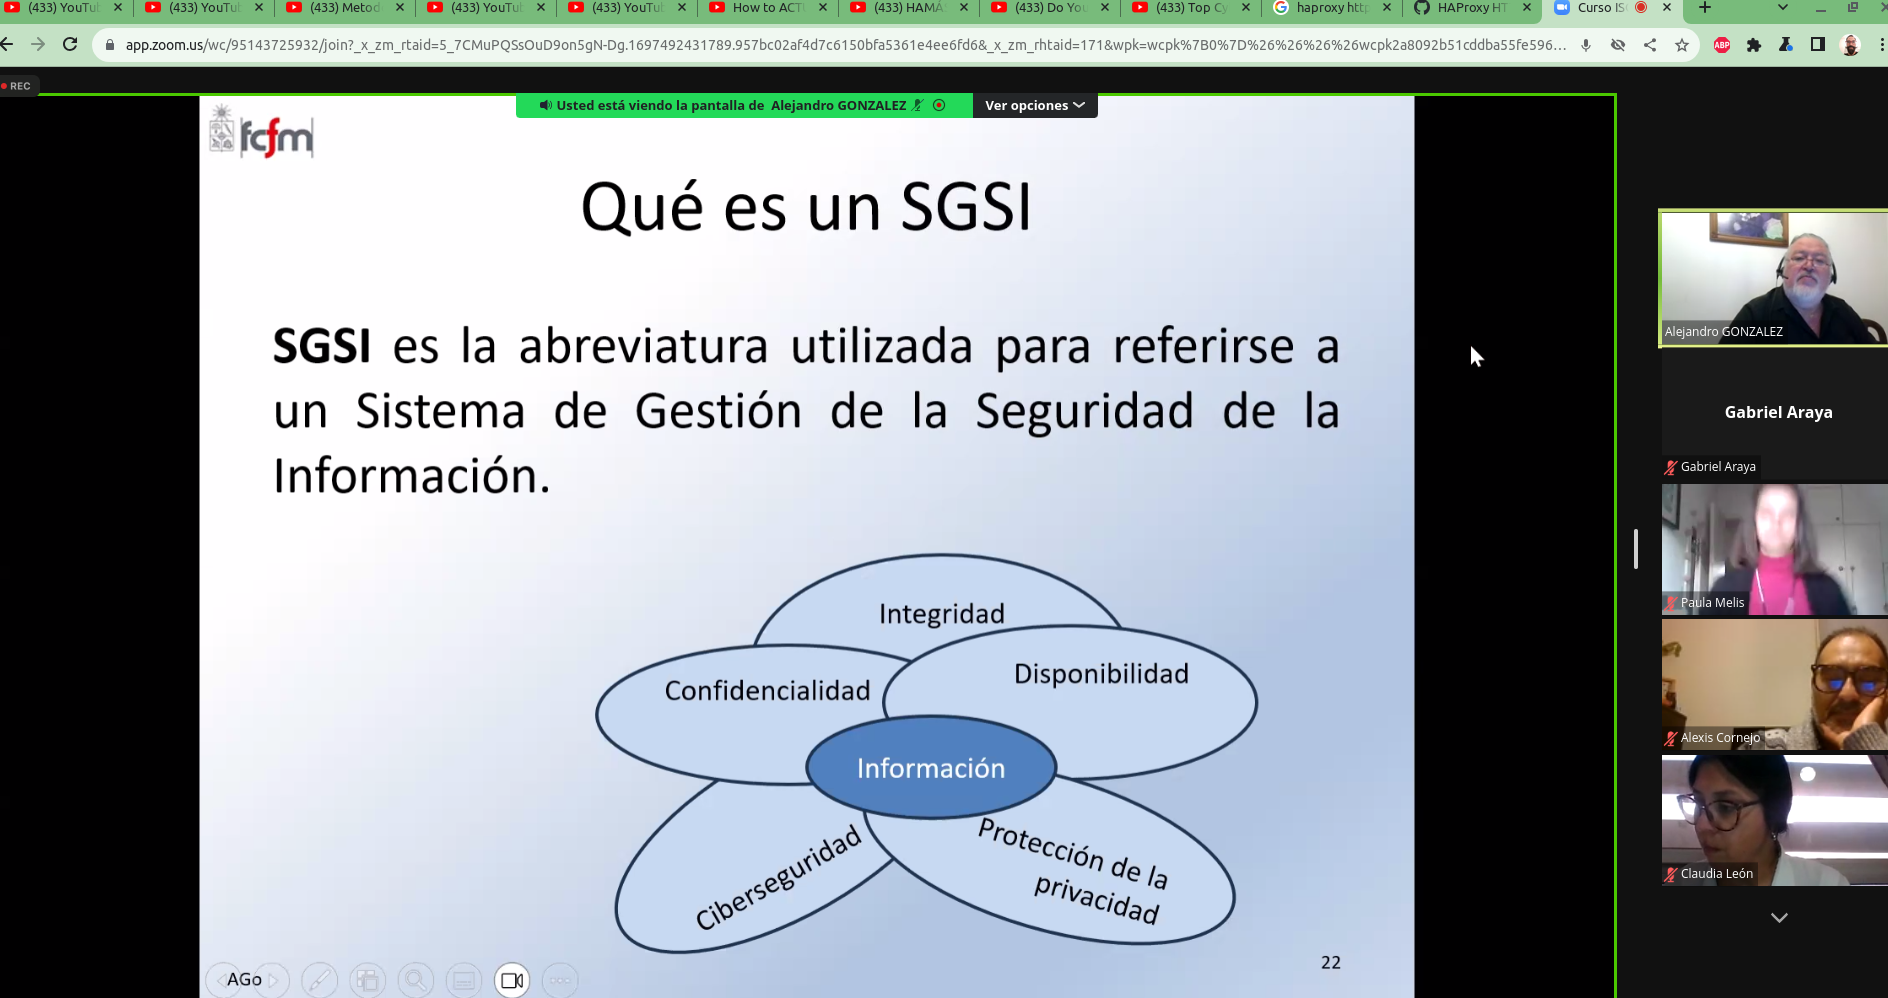 (433) YouTu
(433) YouTu
(433) Metod
(433) YouTu
(433) YouTu
How to ACT
(433) HAMÁ
(433) Do You
(433) Top Cy
haproxy http
HAProxy HT
Curso IS
app.zoom.us/wc/95143725932/join?_x_zm_rtaid=5_7CMuPQSsOuD9on5gN-Dg.1697492431789.957bc02af4d7c6150bfa5361e4ee6fd6&_x_zm_rhtaid=171&wpk=wcpk%7B0%7D%26%26%26%26wcpk2a8092b51cddba55fe596...
ABP
REC
Usted está viendo la pantalla de Alejandro GONZALEZ
Ver opciones
fcfm
Qué es un SGSI
SGSI es la abreviatura utilizada para referirse a
un Sistema de Gestión de la Seguridad de la
Información.
Integridad
Disponibilidad
Confidencialidad
Información
Ciberseguridad
Protección de la
privacidad
AGo
22
Alejandro GONZALEZ
Gabriel Araya
Gabriel Araya
Paula Melis
Alexis Cornejo
Claudia León